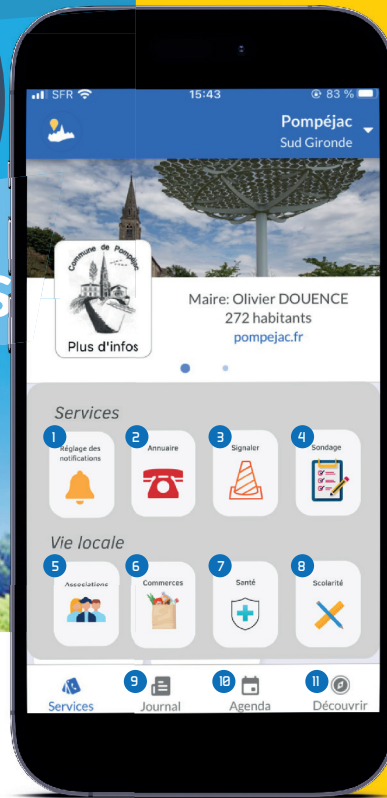 SFR 15:43 83 %
Pompéjac
Sud Gironde
Commune de Pompéjac
Plus d'infos
Maire: Olivier DOUENCE
272 habitants
pompejac.fr
Services
1 2 3 4
Réglage des notifications
Annuaire
Signaler
Sondage
Vie locale
5 6 7 8
Associations
Commerces
Santé
Scolarité
9 10 11
Services Journal Agenda Découvrir